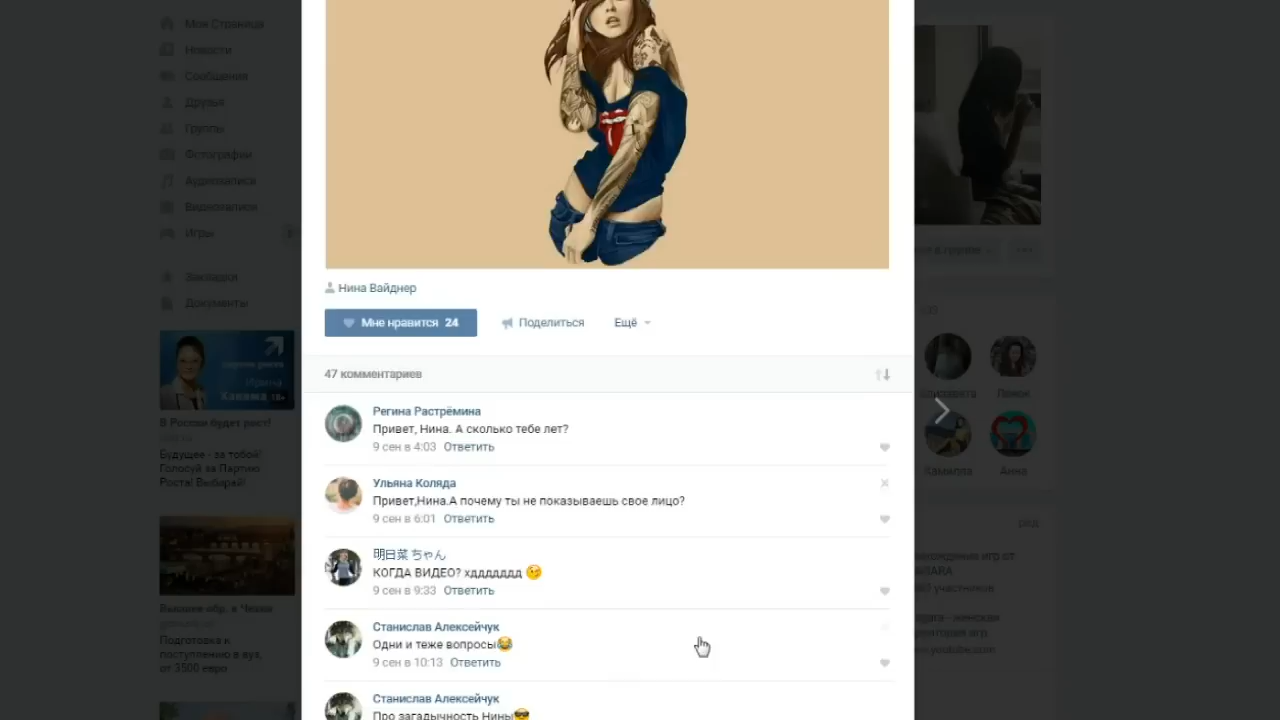 Моя Страница
Новости
Сообщения
Друзья
Группы
Фотографии
Аудиозаписи
Видеозаписи
Игры
Закладки
Документы
В России будет рост!
Будущее - за тобой!
Голосуй за Партию
Роста! Выбирай!
Высшее обр. в Чехии
Подготовка к
поступлению в вуз,
от 3500 евро
Нина Вайднер
Мне нравится 24
Поделиться
Ещё
47 комментариев
Регина Растрёмина
Привет, Нина. А сколько тебе лет?
9 сен в 4:03 Ответить
Ульяна Коляда
Привет,Нина.А почему ты не показываешь свое лицо?
9 сен в 6:01 Ответить
明日菜 ちゃん
КОГДА ВИДЕО? хддддддд
9 сен в 9:33 Ответить
Станислав Алексейчук
Одни и теже вопросы
9 сен в 10:13 Ответить
Станислав Алексейчук
Про загадычность Нины
Камилла
Анна
ред.
участников